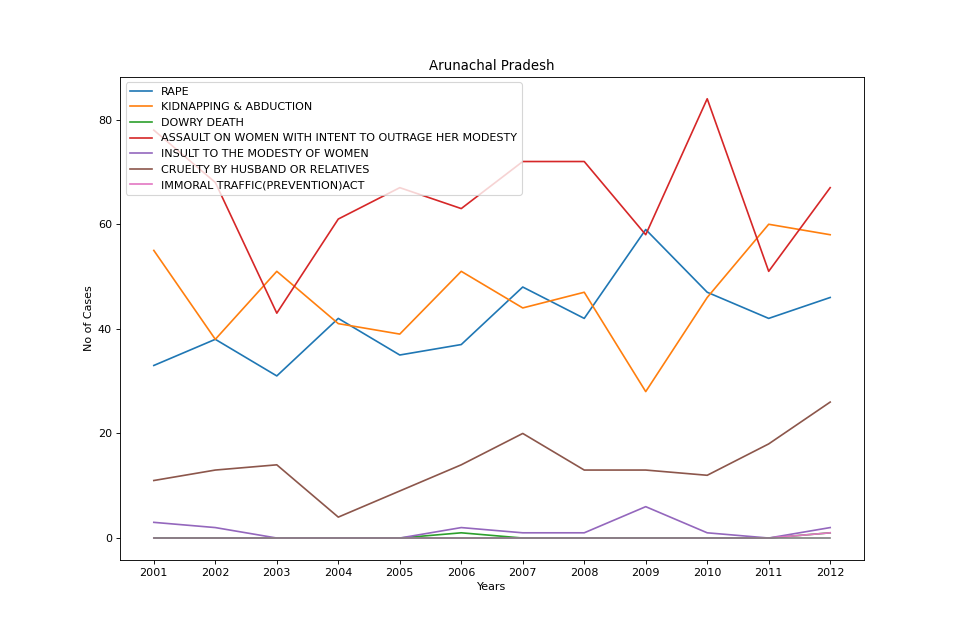 Arunachal Pradesh
RAPE
KIDNAPPING & ABDUCTION
DOWRY DEATH
ASSAULT ON WOMEN WITH INTENT TO OUTRAGE HER MODESTY
INSULT TO THE MODESTY OF WOMEN
CRUELTY BY HUSBAND OR RELATIVES
IMMORAL TRAFFIC(PREVENTION)ACT
No of Cases
80
60
40
20
0
2001 2002 2003 2004 2005 2006 2007 2008 2009 2010 2011 2012
Years